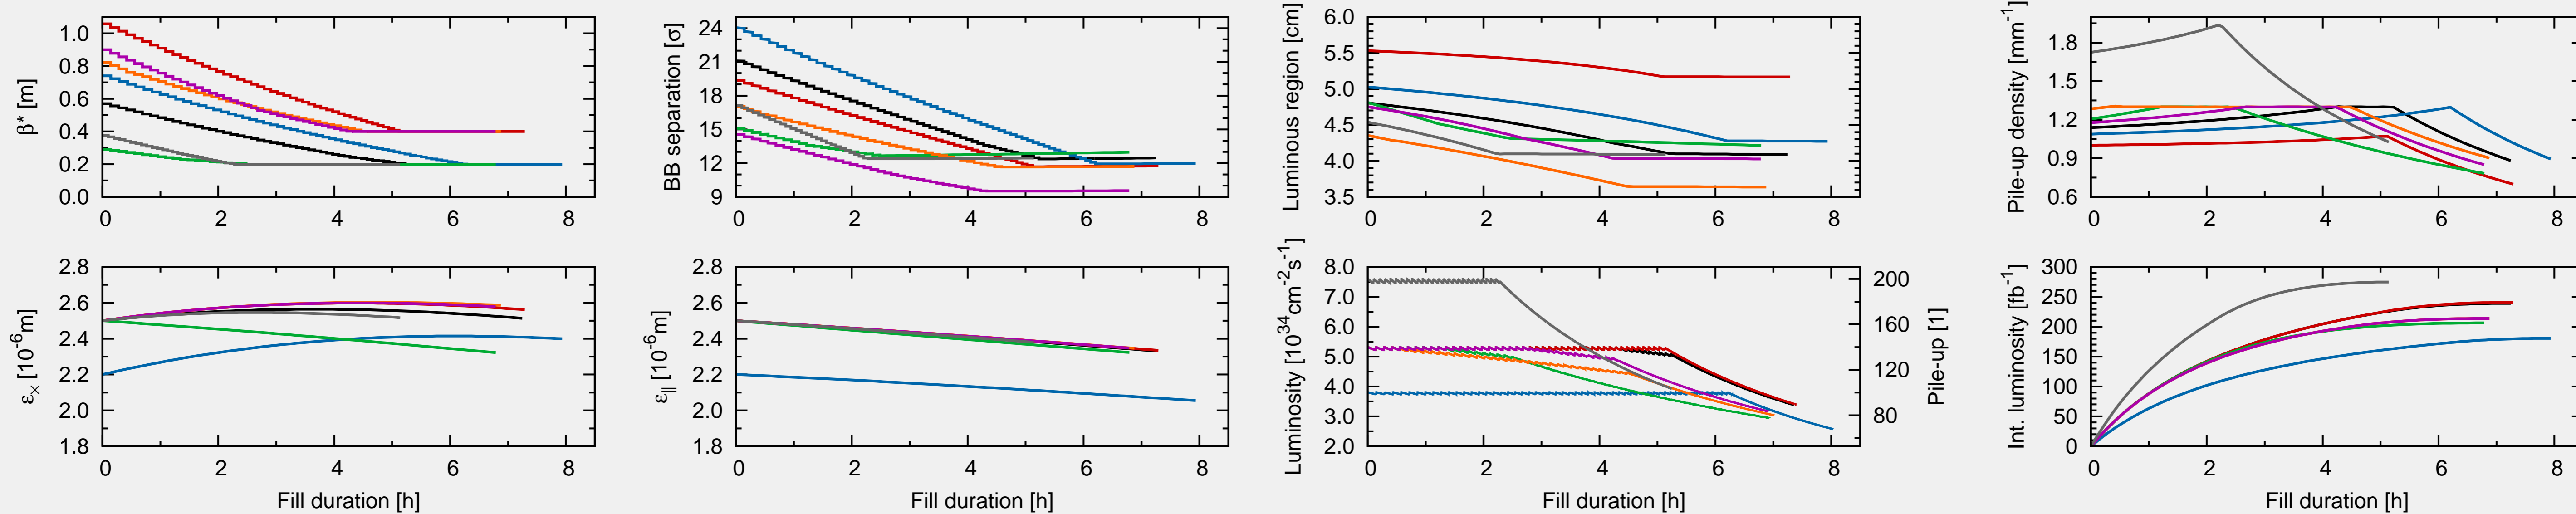 β* [m]
1.0
0.8
0.6
0.4
0.2
0.0
0 2 4 6 8
BB separation [σ]
24
21
18
15
12
9
0 2 4 6 8
Luminous region [cm]
6.0
5.5
5.0
4.5
4.0
3.5
0 2 4 6 8
Pile-up density [mm⁻¹]
1.8
1.5
1.2
0.9
0.6
0 2 4 6 8
ε× [10⁻⁶m]
2.8
2.6
2.4
2.2
2.0
1.8
0 2 4 6 8
Fill duration [h]
ε|| [10⁻⁶m]
2.8
2.6
2.4
2.2
2.0
1.8
0 2 4 6 8
Fill duration [h]
Luminosity [10³⁴cm⁻²s⁻¹]
8.0
7.0
6.0
5.0
4.0
3.0
2.0
0 2 4 6 8
Fill duration [h]
200
160
120
80
Pile-up [1]
Int. luminosity [fb⁻¹]
300
250
200
150
100
50
0
0 2 4 6 8
Fill duration [h]